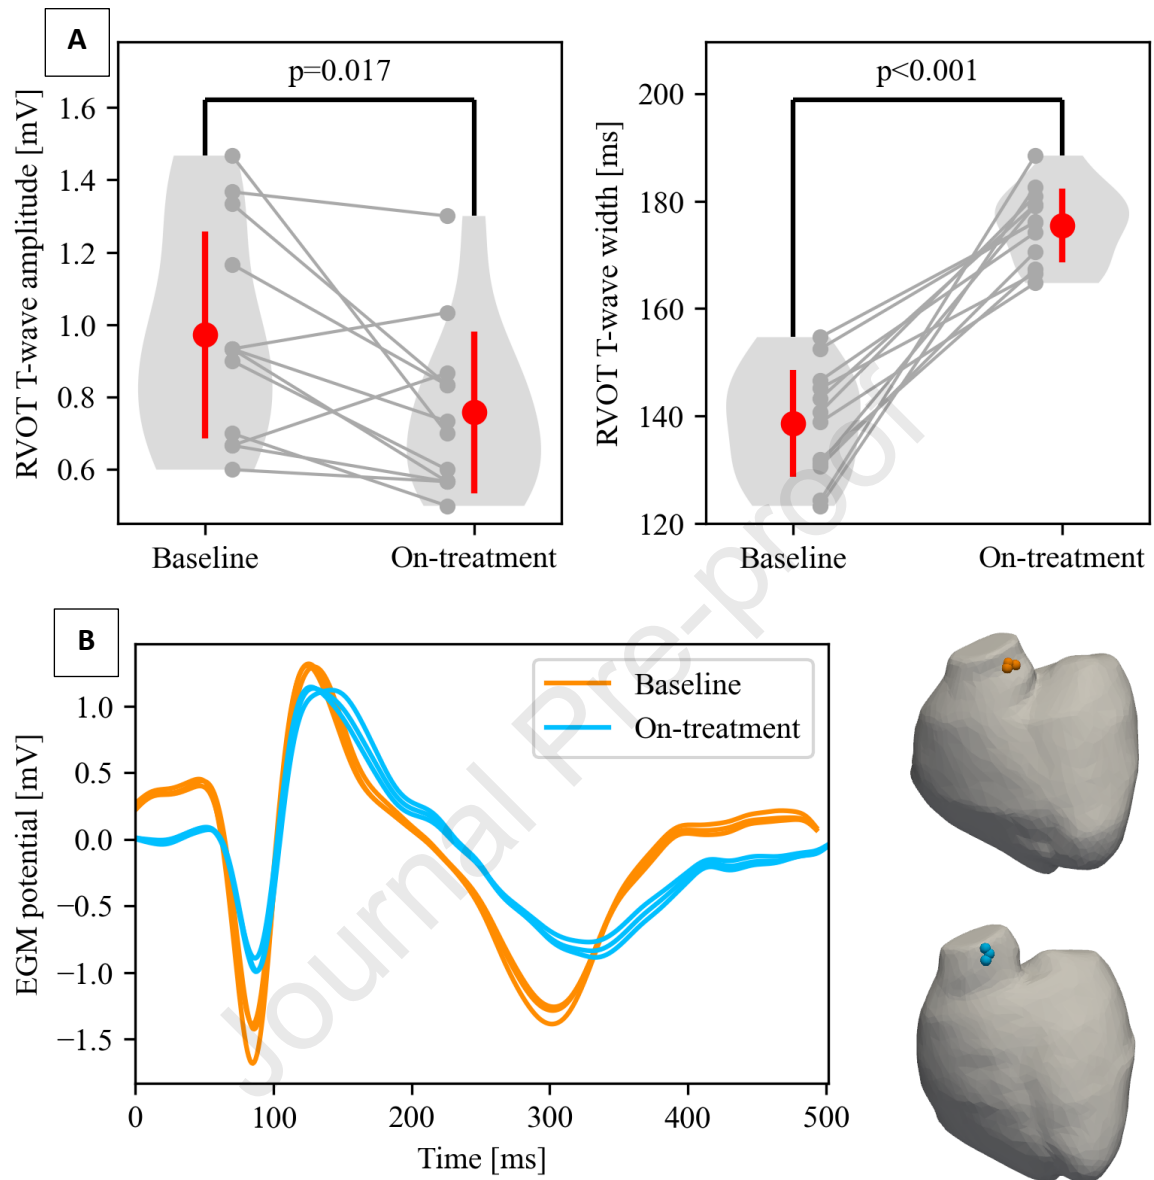 A
p=0.017
RVOT T-wave amplitude [mV]
1.6
1.4
1.2
1.0
0.8
0.6
Baseline
On-treatment
p<0.001
RVOT T-wave width [ms]
200
180
160
140
120
Baseline
On-treatment
B
EGM potential [mV]
1.0
0.5
0.0
−0.5
−1.0
−1.5
Baseline
On-treatment
0
100
200
300
400
500
Time [ms]
Journal Pre-proof